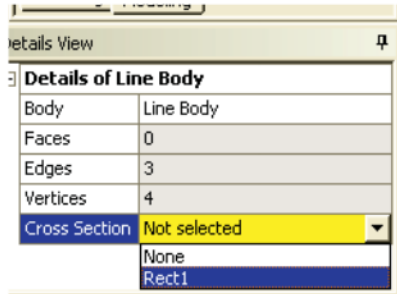 Modeling
Details View
Details of Line Body
Body Line Body
Faces 0
Edges 3
Vertices 4
Cross Section Not selected
None
Rect1